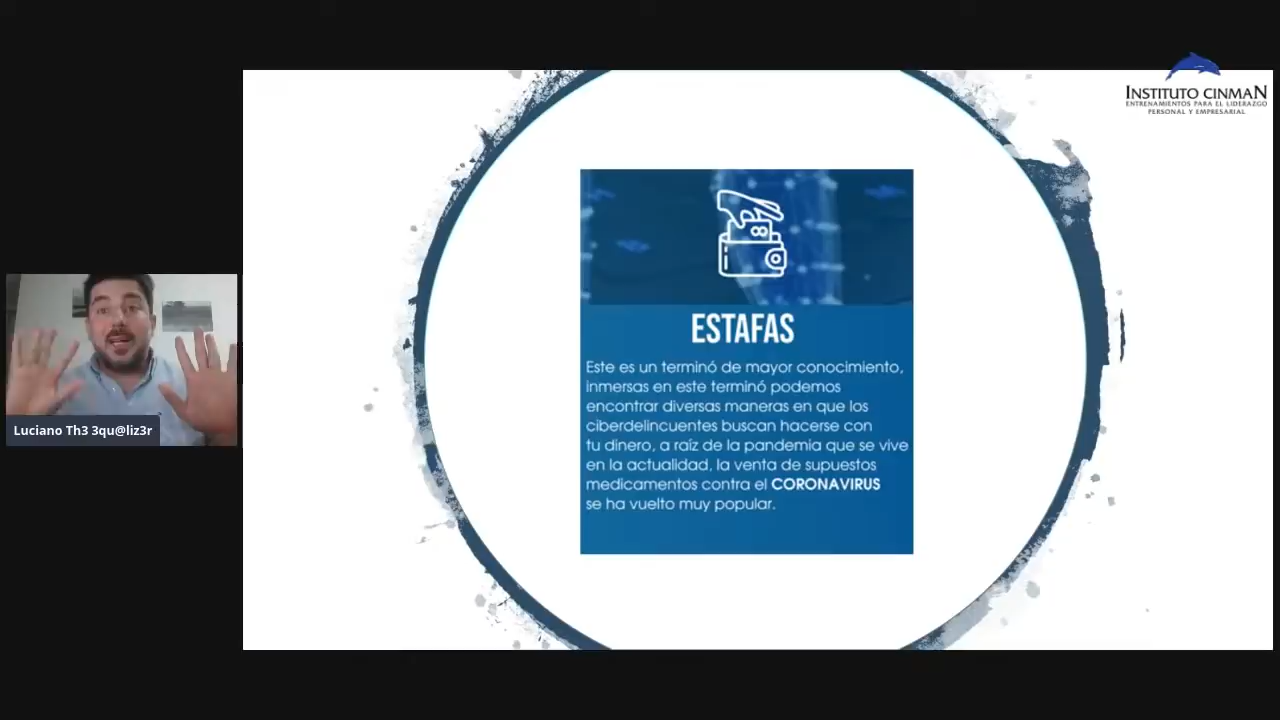 INSTITUTO CINMAN
ENTRENAMIENTOS PARA EL LIDERAZGO
PERSONAL Y EMPRESARIAL
ESTAFAS
Este es un terminó de mayor conocimiento,
inmersas en este terminó podemos
encontrar diversas maneras en que los
ciberdelincuentes buscan hacerse con
tu dinero, a raíz de la pandemia que se vive
en la actualidad, la venta de supuestos
medicamentos contra el CORONAVIRUS
se ha vuelto muy popular.
Luciano Th3 3qu@liz3r